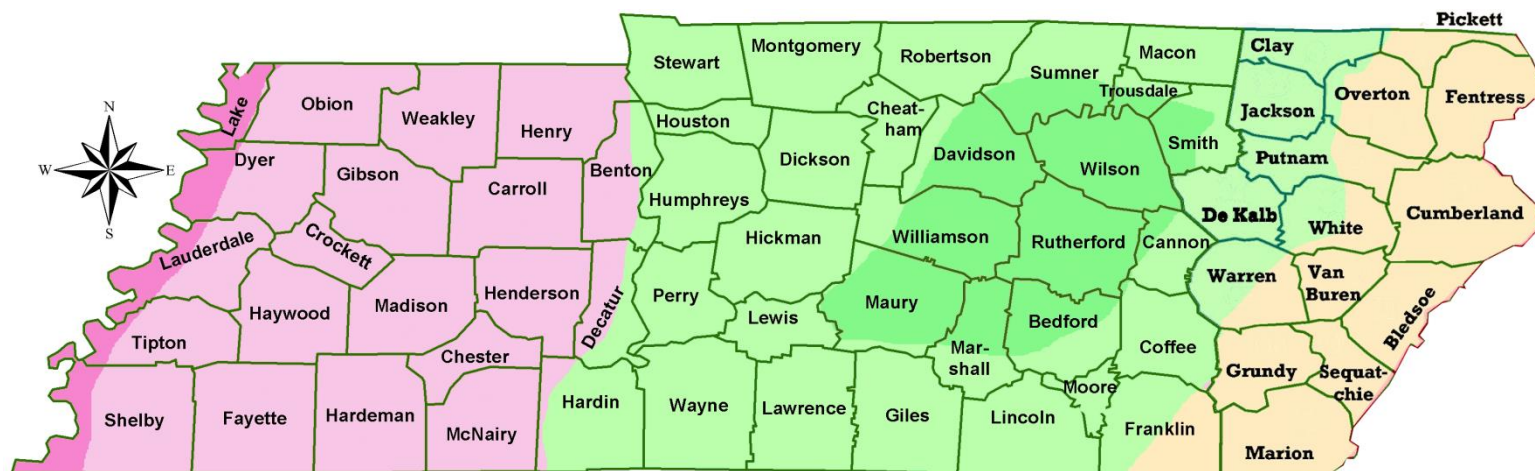 Pickett
Stewart
Montgomery
Robertson
Sumner
Macon
Clay
Trousdale
Lake
Obion
Weakley
Henry
Houston
Cheat-
ham
Smith
Jackson
Overton
Fentress
N
W
E
S
Dyer
Gibson
Carroll
Benton
Humphreys
Dickson
Davidson
Wilson
Putnam
De Kalb
White
Cumberland
Lauderdale
Crockett
Hickman
Williamson
Rutherford
Cannon
Warren
Van
Buren
Bledsoe
Tipton
Haywood
Madison
Henderson
Decatur
Perry
Lewis
Maury
Mar-
shall
Bedford
Coffee
Grundy
Sequat-
chie
Shelby
Fayette
Hardeman
Chester
McNairy
Hardin
Wayne
Lawrence
Giles
Lincoln
Moore
Franklin
Marion